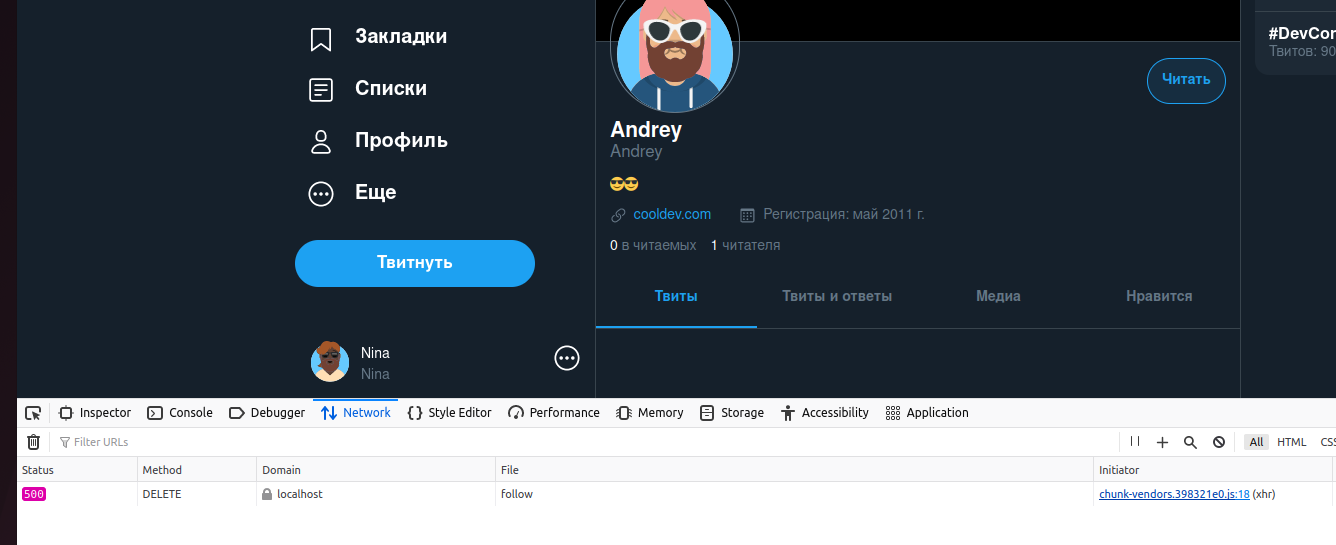 Закладки
Списки
Профиль
Еще
Твитнуть
Nina
Nina
Читать
Andrey
Andrey
😎😎
cooldev.com Регистрация: май 2011 г.
0 в читаемых 1 читателя
Твиты Твиты и ответы Медиа Нравится
#DevCor
Твитов: 90
Inspector Console Debugger Network Style Editor Performance Memory Storage Accessibility Application
Filter URLs All HTML CSS
Status Method Domain File Initiator
500 DELETE localhost follow chunk-vendors.398321e0.js:18 (xhr)